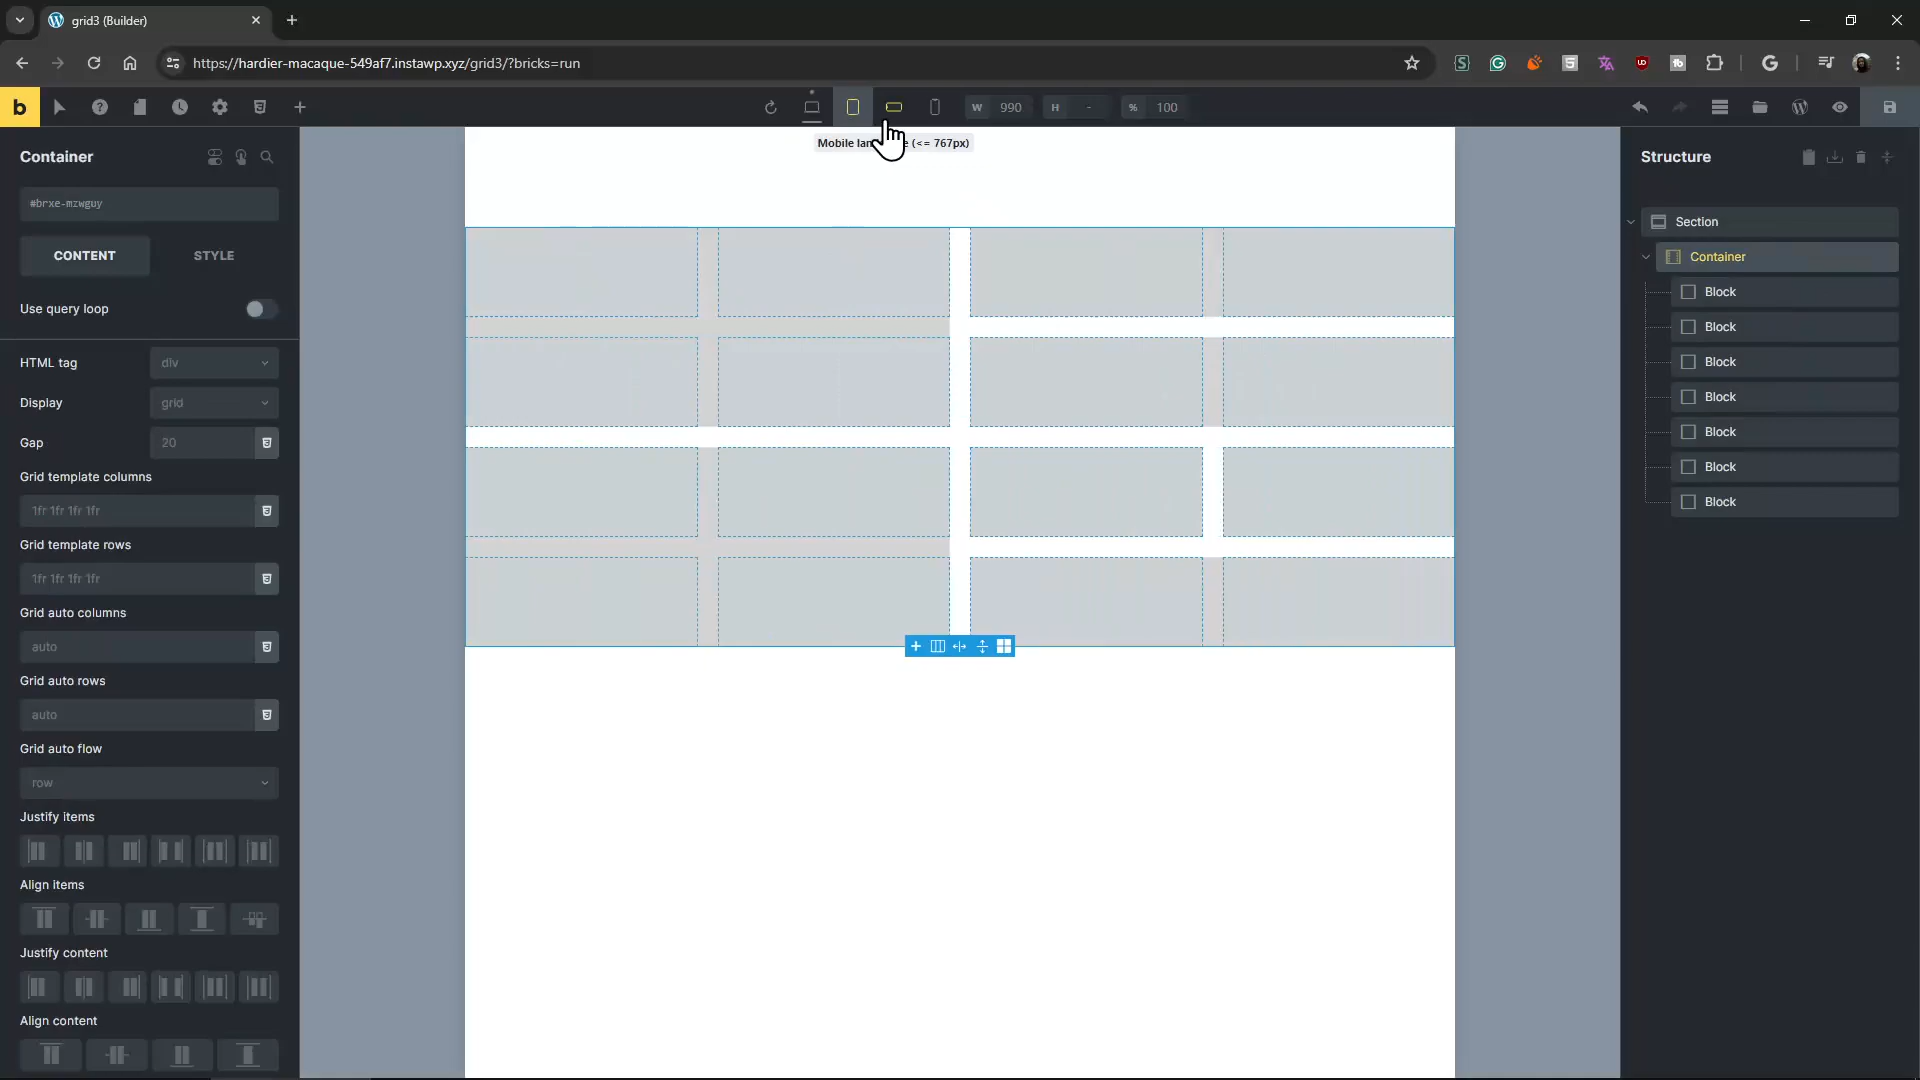 grid3 (Builder)
https://hardier-macaque-549af7.instawp.xyz/grid3/?bricks=run
b
W 990 H - % 100
Mobile lan e (<= 767px)
Container
#brxe-mzwguy
CONTENT STYLE
Use query loop
HTML tag div
Display grid
Gap 20
Grid template columns
1fr 1fr 1fr 1fr
Grid template rows
1fr 1fr 1fr 1fr
Grid auto columns
auto
Grid auto rows
auto
Grid auto flow
row
Justify items
Align items
Justify content
Align content
Structure
Section
Container
Block
Block
Block
Block
Block
Block
Block